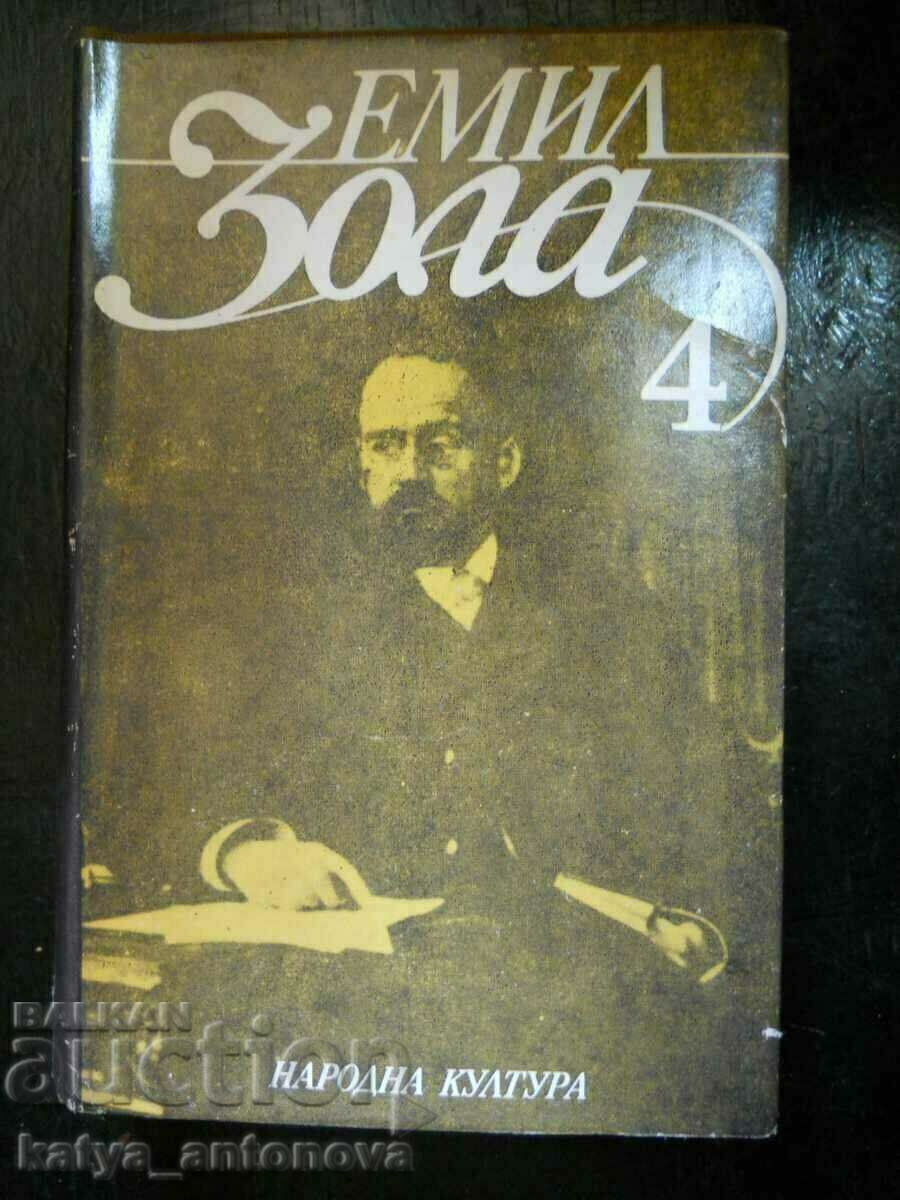 ЕМИЛ
Зола
4
НАРОДНА КУЛТУРА
BALKAN
auction
katya_antonova